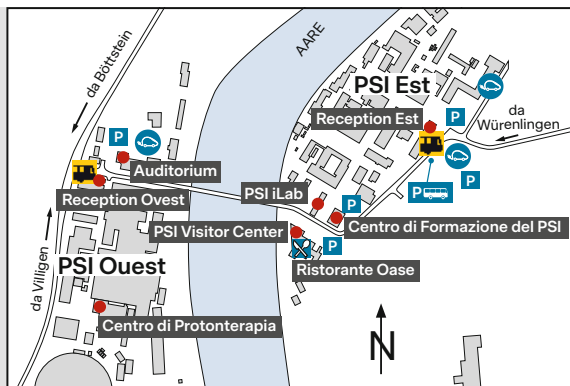 da Böttstein
AARE
PSI Est
P
Reception Est
P
da
Würenlingen
P
Auditorium
P
P
Reception Ovest
PSI iLab
P
Centro di Formazione del PSI
PSI Visitor Center
P
PSI Ouest
Ristorante Oase
da Villigen
Centro di Protonterapia
N